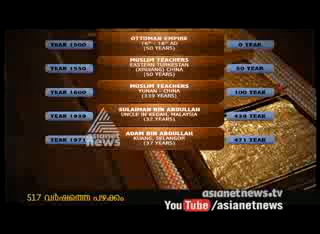 OTTOMAN EMPIRE
YEAR 1500
(16th - 18th AD)
(50 YEARS)
0 YEAR
MUSLIM TEACHERS
YEAR 1550
EASTERN TURKESTAN
(XINJIANG) CHINA
(50 YEARS)
50 YEAR
MUSLIM TEACHERS
YEAR 1600
YUNAN - CHINA
(339 YEARS)
100 YEAR
SULAIMAN BIN ABDULLAH
YEAR 1939
UNCLE IN KEDAH, MALAYSIA
(32 YEARS)
439 YEAR
ADAM BIN ABDULLAH
YEAR 1971
KUANG, SELANGOR
(37 YEARS)
471 YEAR
asianet
news
517 വർഷത്തെ പഴക്കം
asianetnews.tv
YouTube /asianetnews